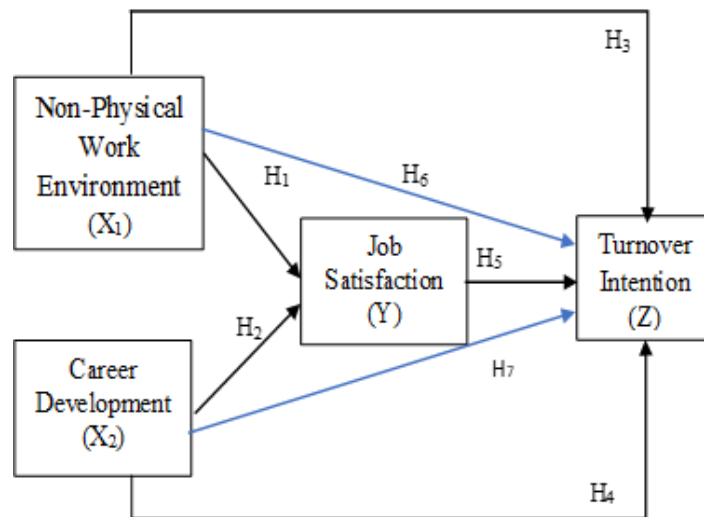 H₃
Non-Physical
Work
Environment
(X₁)
H₁
H₆
Job
Satisfaction
(Y)
H₅
Turnover
Intention
(Z)
H₂
Career
Development
(X₂)
H₇
H₄